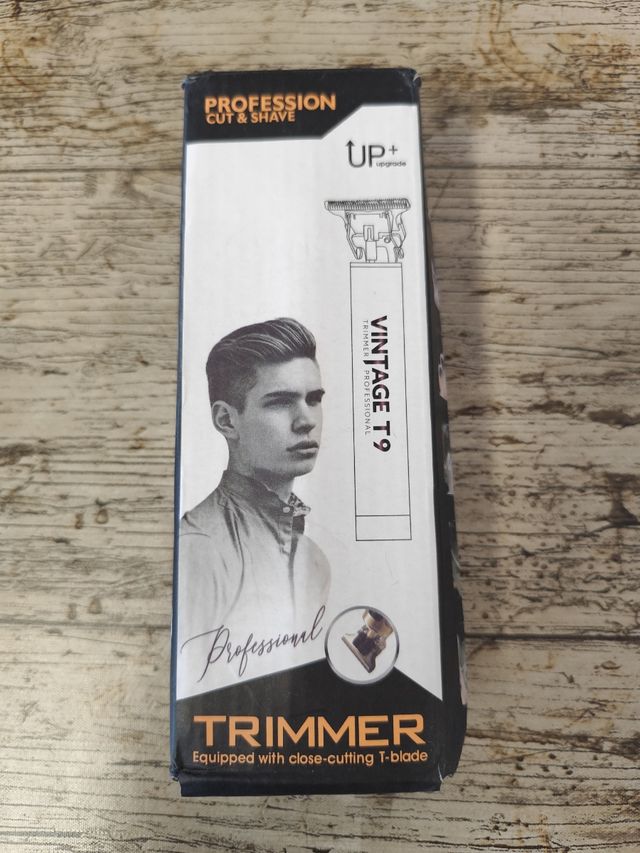 PROFESSION
CUT & SHAVE
UP+
upgrade
VINTAGE T9
TRIMMER PROFESSIONAL
Professional
TRIMMER
Equipped with close-cutting T-blade